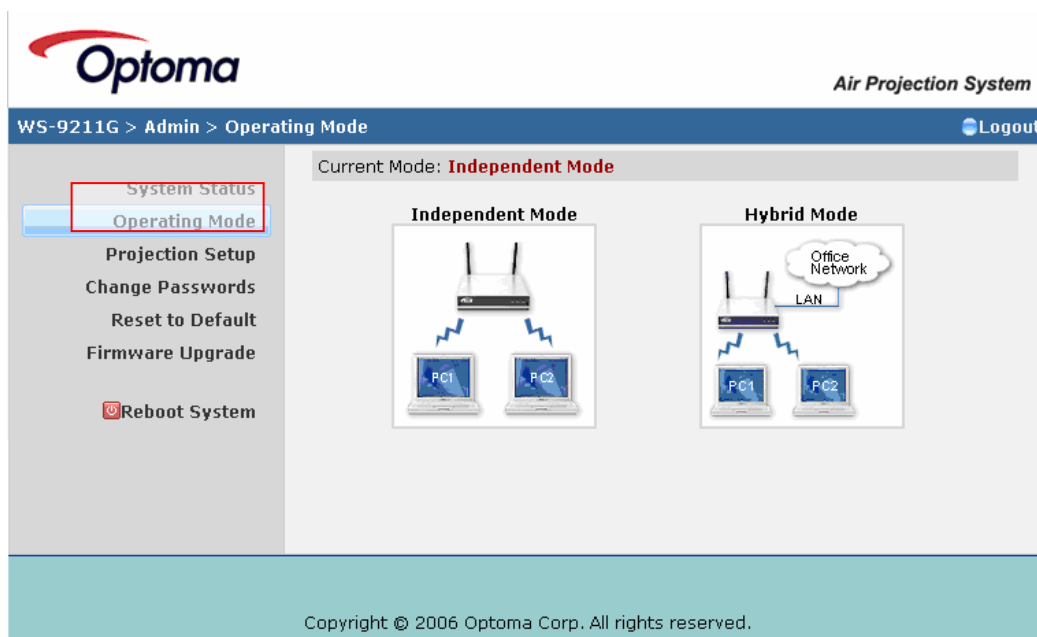 Optoma
Air Projection System
WS-9211G > Admin > Operating Mode
Logout
System Status
Operating Mode
Projection Setup
Change Passwords
Reset to Default
Firmware Upgrade
Reboot System
Current Mode: Independent Mode
Independent Mode
PC1
PC2
Hybrid Mode
Office
Network
LAN
PC1
PC2
Copyright © 2006 Optoma Corp. All rights reserved.